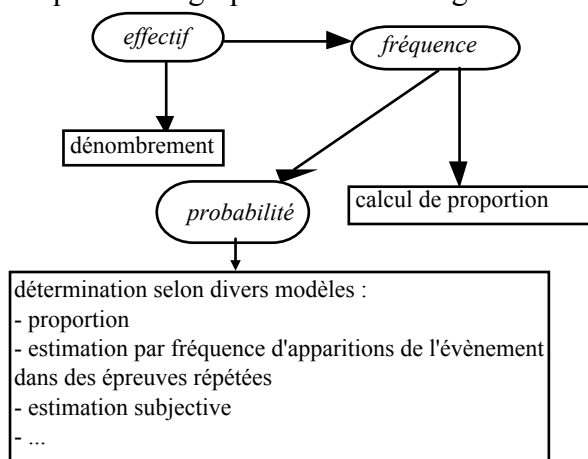 effectif
fréquence
dénombrement
probabilité
calcul de proportion
détermination selon divers modèles :
- proportion
- estimation par fréquence d'apparitions de l'évènement
dans des épreuves répétées
- estimation subjective
- ...